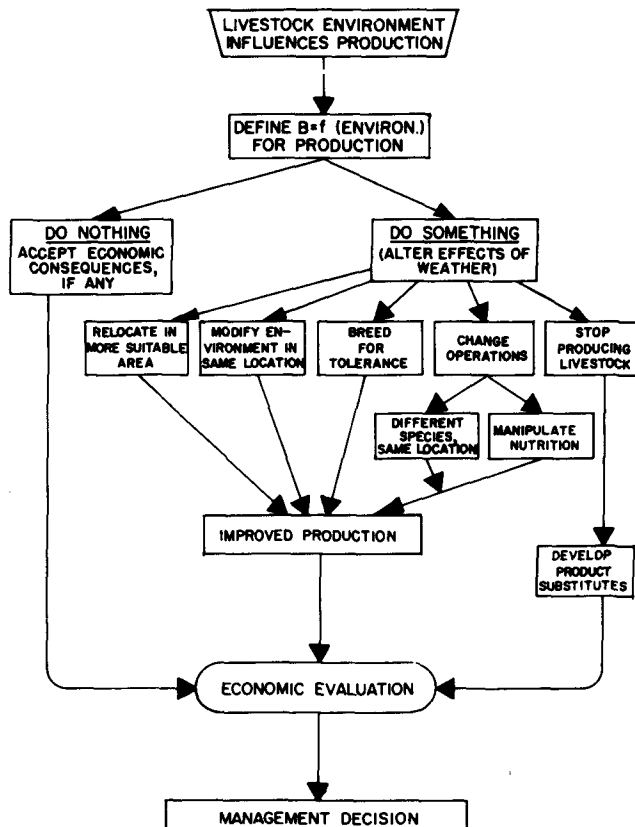 LIVESTOCK ENVIRONMENT
INFLUENCES PRODUCTION
DEFINE B=f (ENVIRON.)
FOR PRODUCTION
DO NOTHING
ACCEPT ECONOMIC
CONSEQUENCES,
IF ANY
DO SOMETHING
(ALTER EFFECTS OF
WEATHER)
RELOCATE IN
MORE SUITABLE
AREA
MODIFY EN-
VIRONMENT IN
SAME LOCATION
BREED
FOR
TOLERANCE
CHANGE
OPERATIONS
STOP
PRODUCING
LIVESTOCK
DIFFERENT
SPECIES,
SAME LOCATION
MANIPULATE
NUTRITION
IMPROVED PRODUCTION
DEVELOP
PRODUCT
SUBSTITUTES
ECONOMIC EVALUATION
MANAGEMENT DECISION